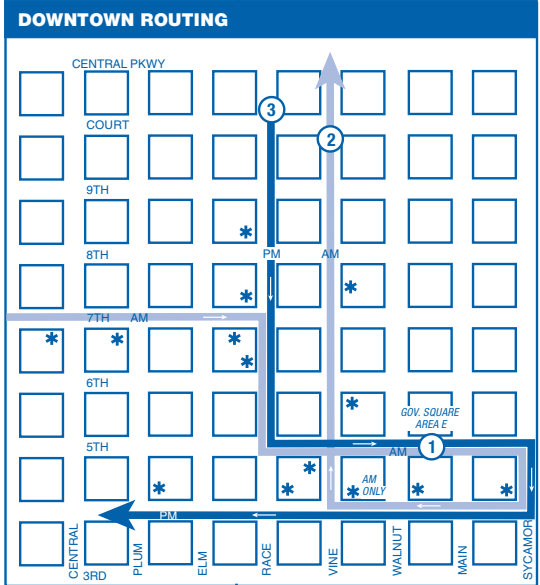 DOWNTOWN ROUTING
CENTRAL PKWY
3
COURT
2
9TH
*
8TH
PM
AM
*
*
7TH AM
* * *
*
6TH
*
GOV. SQUARE
AREA E
5TH
1
AM
*
* * * AM * *
ONLY
PM
CENTRAL
3RD
PLUM
ELM
RACE
VINE
WALNUT
MAIN
SYCAMOR